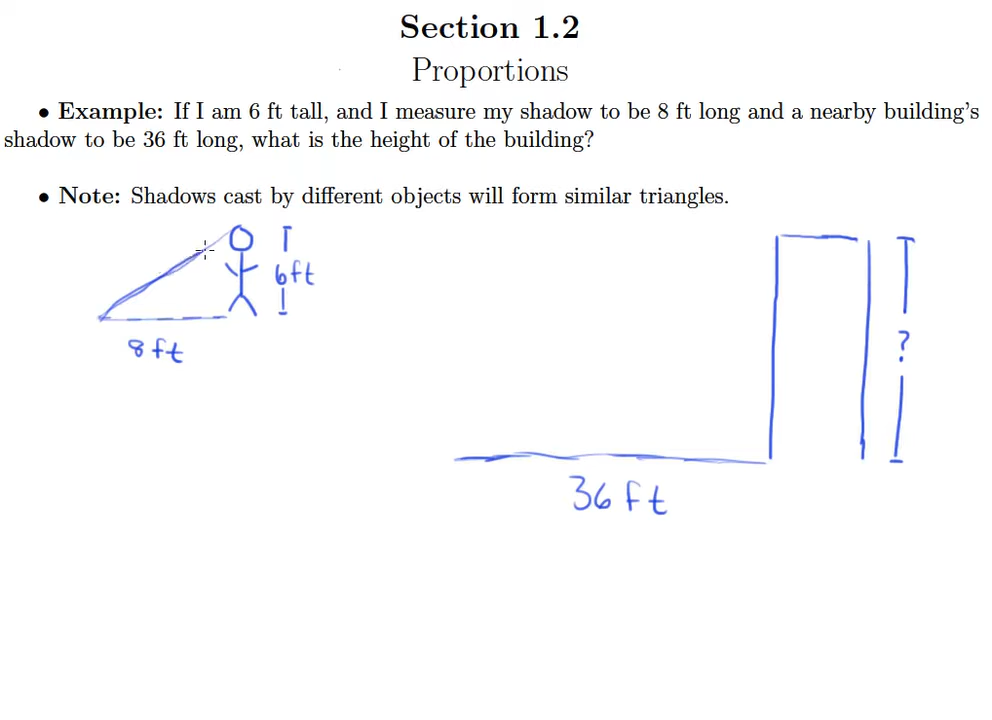 Section 1.2
Proportions
• Example: If I am 6 ft tall, and I measure my shadow to be 8 ft long and a nearby building's
shadow to be 36 ft long, what is the height of the building?
• Note: Shadows cast by different objects will form similar triangles.
6ft
8 ft
?
36 ft